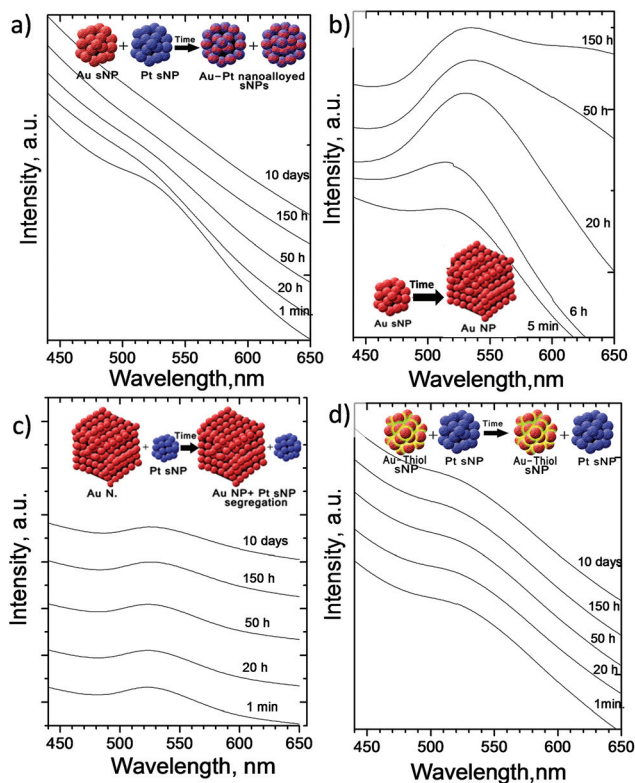 a)
Time
Au sNP
+
Pt sNP
Au-Pt nanoalloyed
sNPs
+
10 days
150 h
50 h
20 h
1 min.
Intensity, a.u.
450 500 550 600 650
Wavelength,nm
b)
150 h
50 h
20 h
6 h
5 min
Time
Au sNP
Au NP
Intensity, a.u.
450 500 550 600 650
Wavelength, nm
c)
+
Time
+
Au N.
Pt sNP
Au NP+ Pt sNP
segregation
10 days
150 h
50 h
20 h
1 min
Intensity, a.u.
450 500 550 600 650
Wavelength,nm
d)
+
Time
+
Au-Thiol
sNP
Pt sNP
Au-Thiol
sNP
Pt sNP
10 days
150 h
50 h
20 h
1min.
Intensity, a.u.
450 500 550 600 650
Wavelength,nm